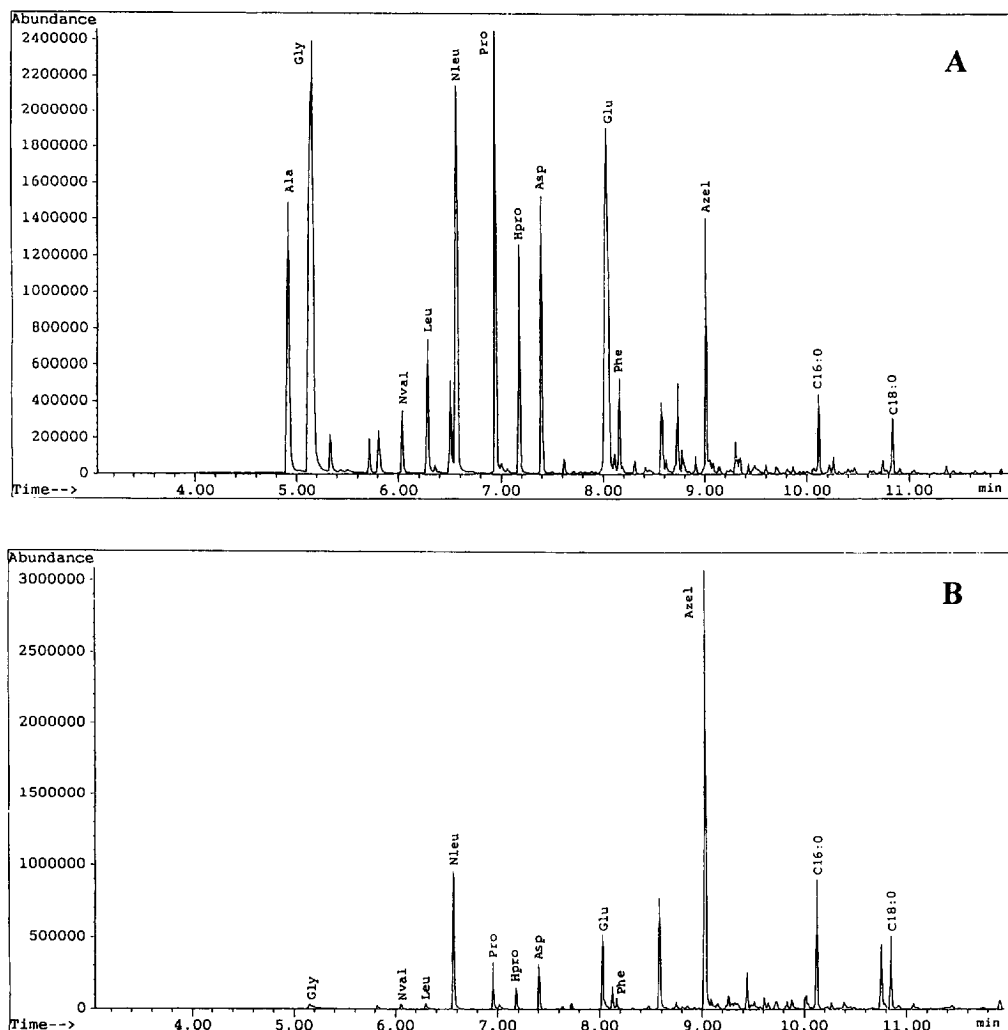 Abundance
A
2400000
2200000
2000000
1800000
1600000
1400000
1200000
1000000
800000
600000
400000
200000
0
Ala
Gly
Nval
Leu
Nleu
Pro
Hpro
Asp
Glu
Phe
Azel
C16:0
C18:0
4.00 5.00 6.00 7.00 8.00 9.00 10.00 11.00
Time--> min
Abundance
B
3000000
2500000
2000000
1500000
1000000
500000
0
Gly
Nval
Leu
Nleu
Pro
Hpro
Asp
Glu
Phe
Azel
C16:0
C18:0
4.00 5.00 6.00 7.00 8.00 9.00 10.00 11.00
Time--> min